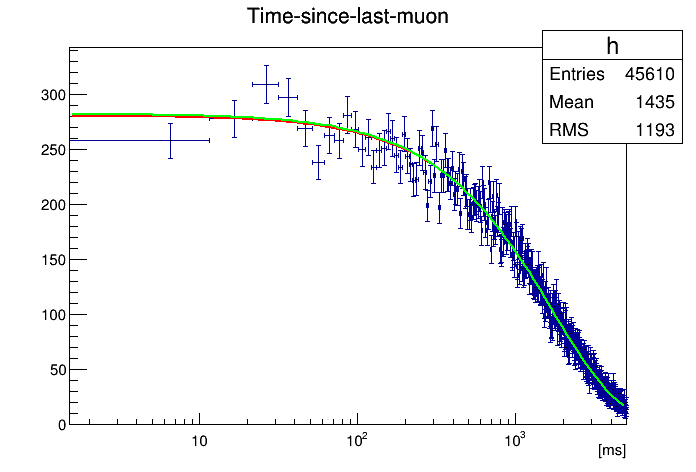 Time-since-last-muon
h
Entries 45610
Mean 1435
RMS 1193
300
250
200
150
100
50
0
10 10² 10³
[ms]